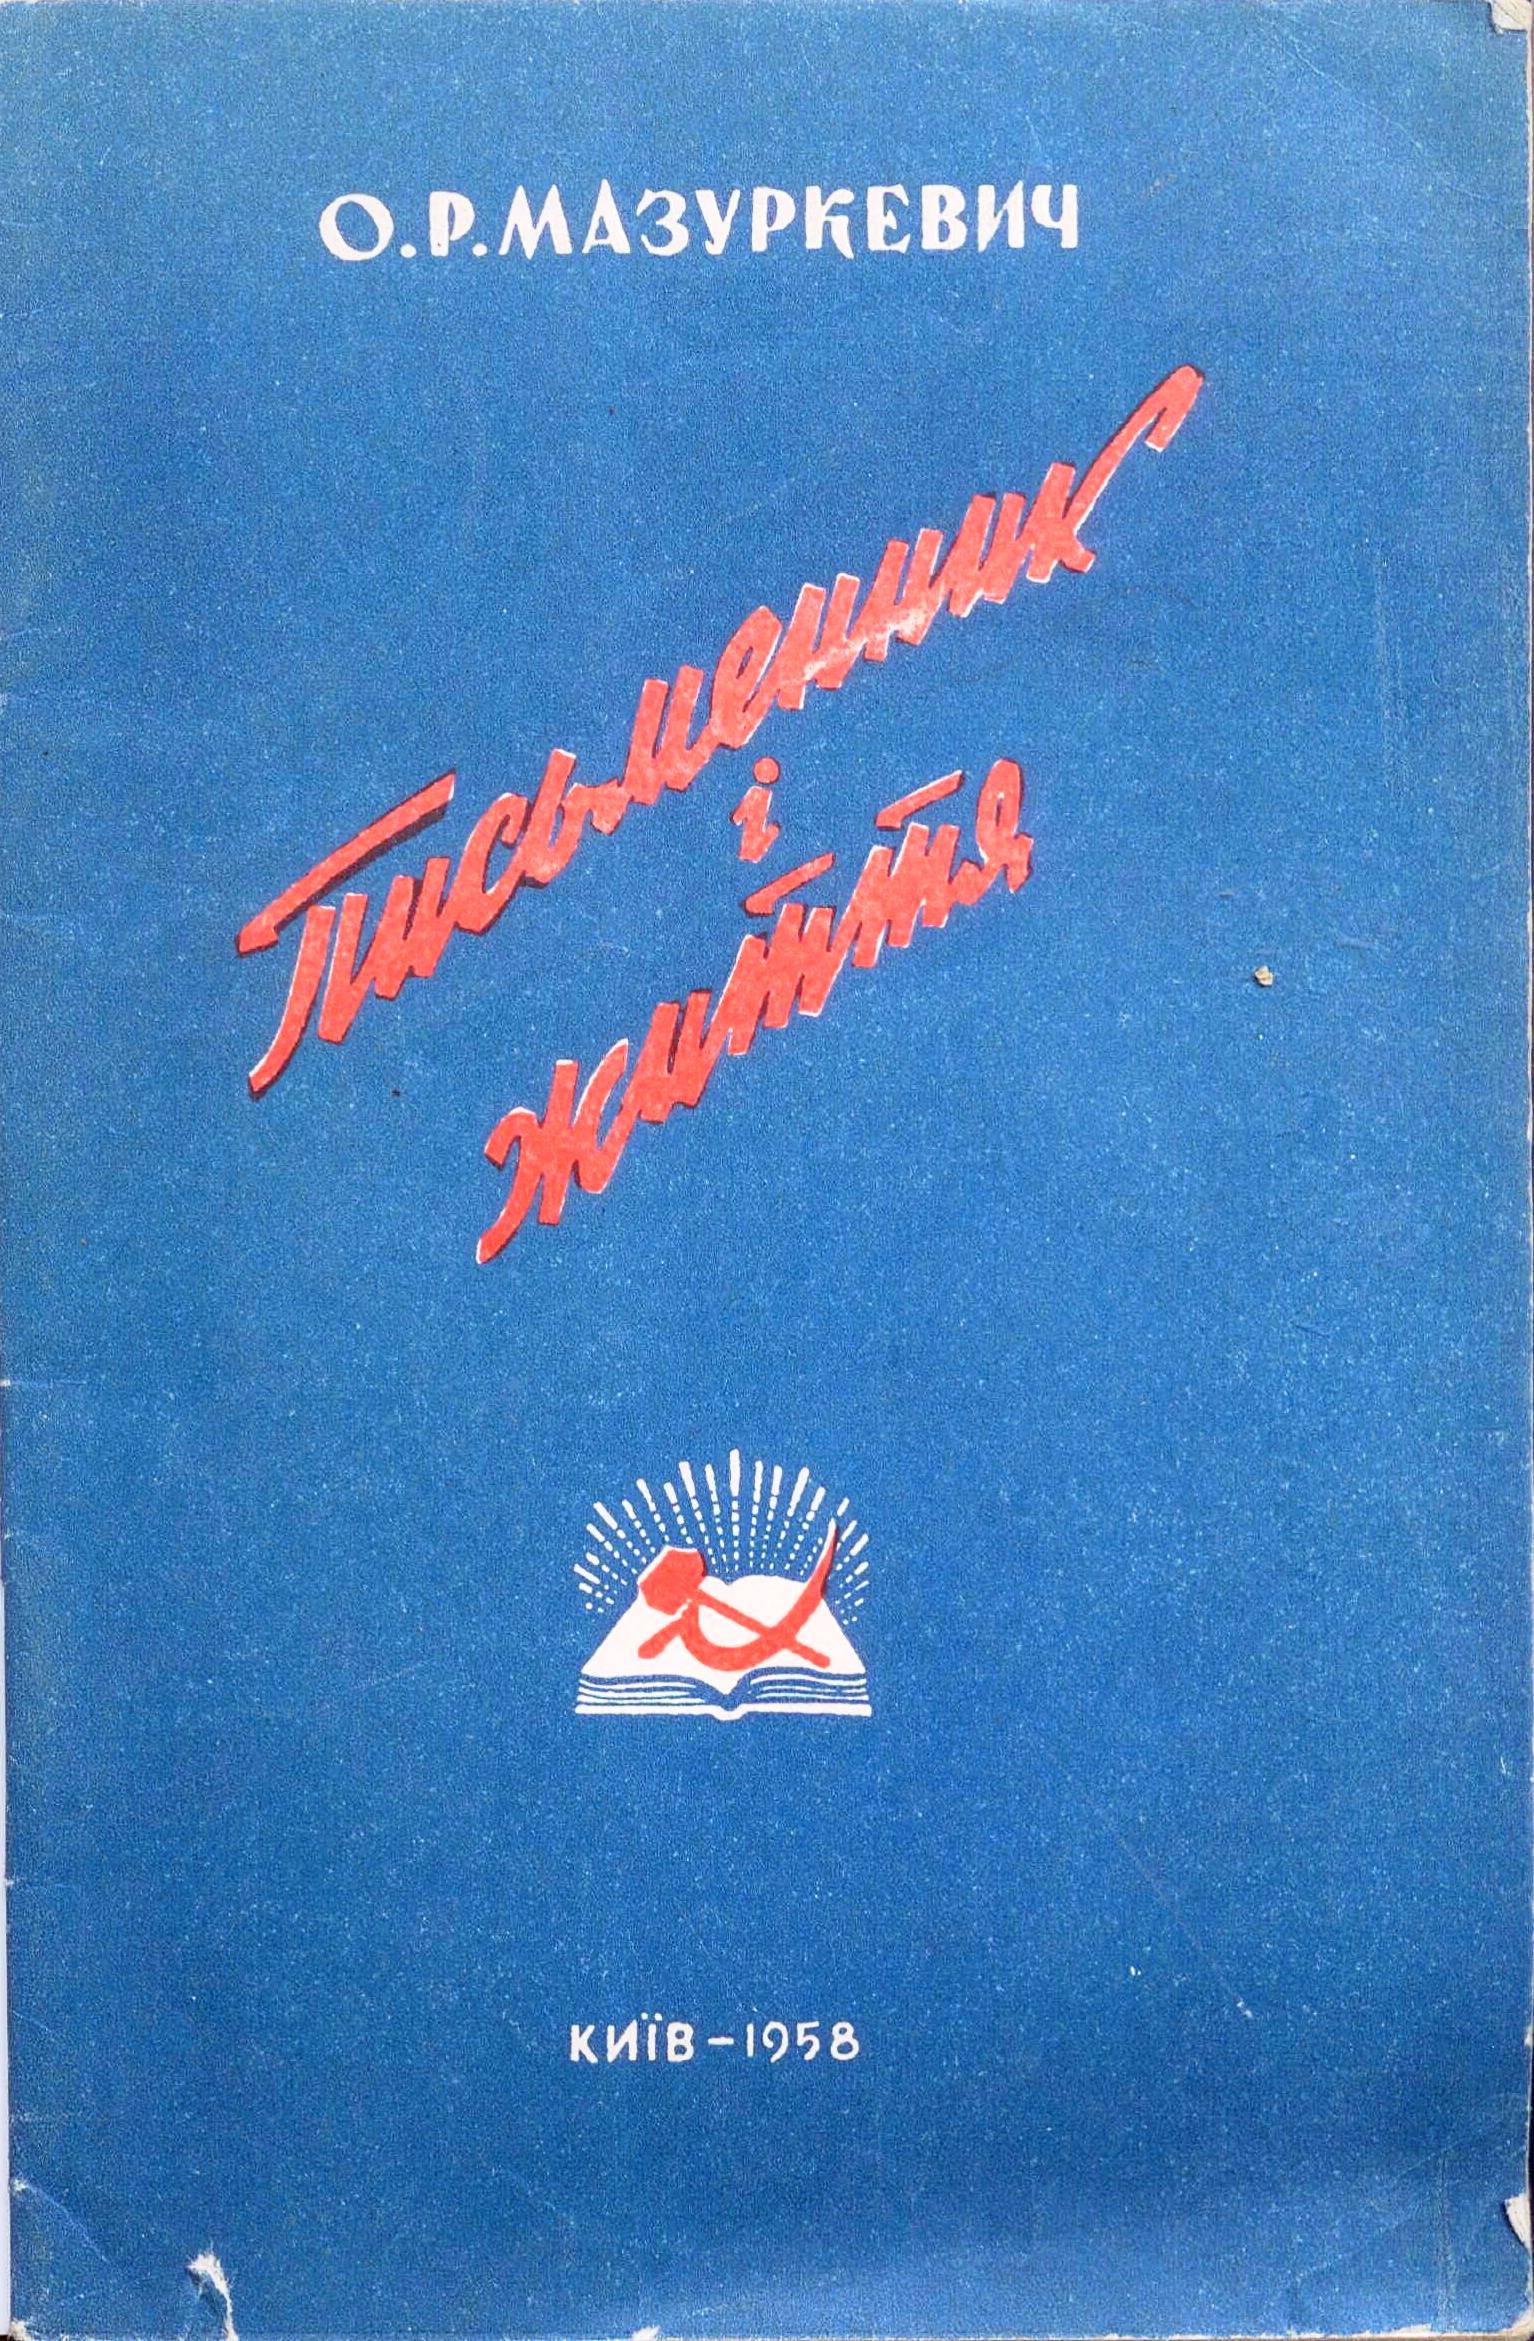 О.Р.МАЗУРКЕВИЧ
Письменник
і
життя
КИЇВ – 1958